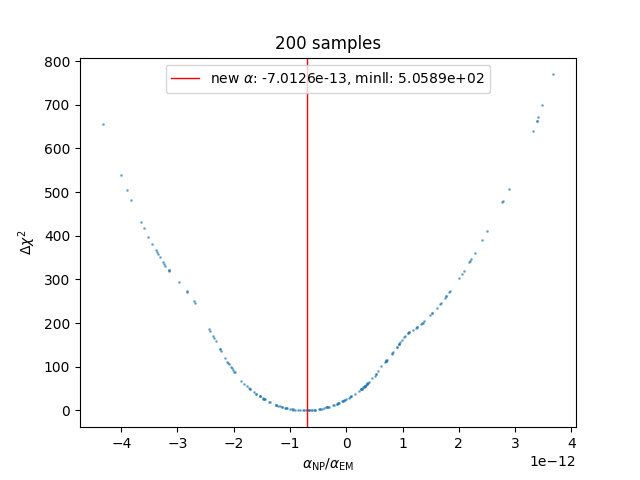 200 samples
new α: -7.0126e-13, minll: 5.0589e+02
800
700
600
500
400
300
200
100
0
Δχ²
−4 −3 −2 −1 0 1 2 3 4
1e−12
α_NP/α_EM